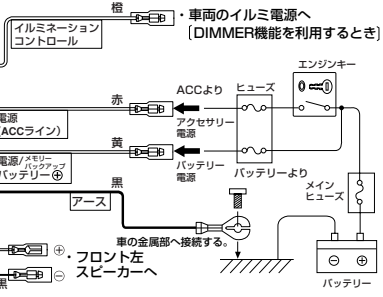 橙
・車両のイルミ電源へ
[DIMMER機能を利用するとき]
イルミネーション
コントロール
エンジンキー
赤
ACCより
ヒューズ
アクセサリー
電源
電源
(ACCライン)
黄
電源/メモリーバックアップ
バッテリー⊕
バッテリー
電源
バッテリーより
黒
アース
メイン
ヒューズ
車の金属部へ接続する。
⊕
・フロント左
スピーカーへ
⊖
黒
⊖ ⊕
バッテリー